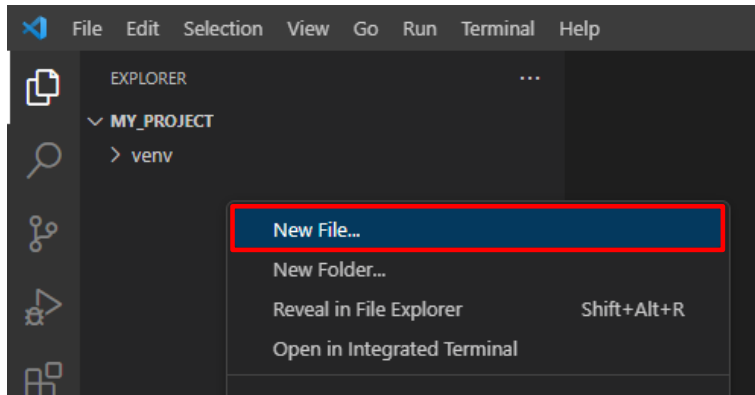 File Edit Selection View Go Run Terminal Help
EXPLORER ...
MY_PROJECT
venv
New File...
New Folder...
Reveal in File Explorer Shift+Alt+R
Open in Integrated Terminal